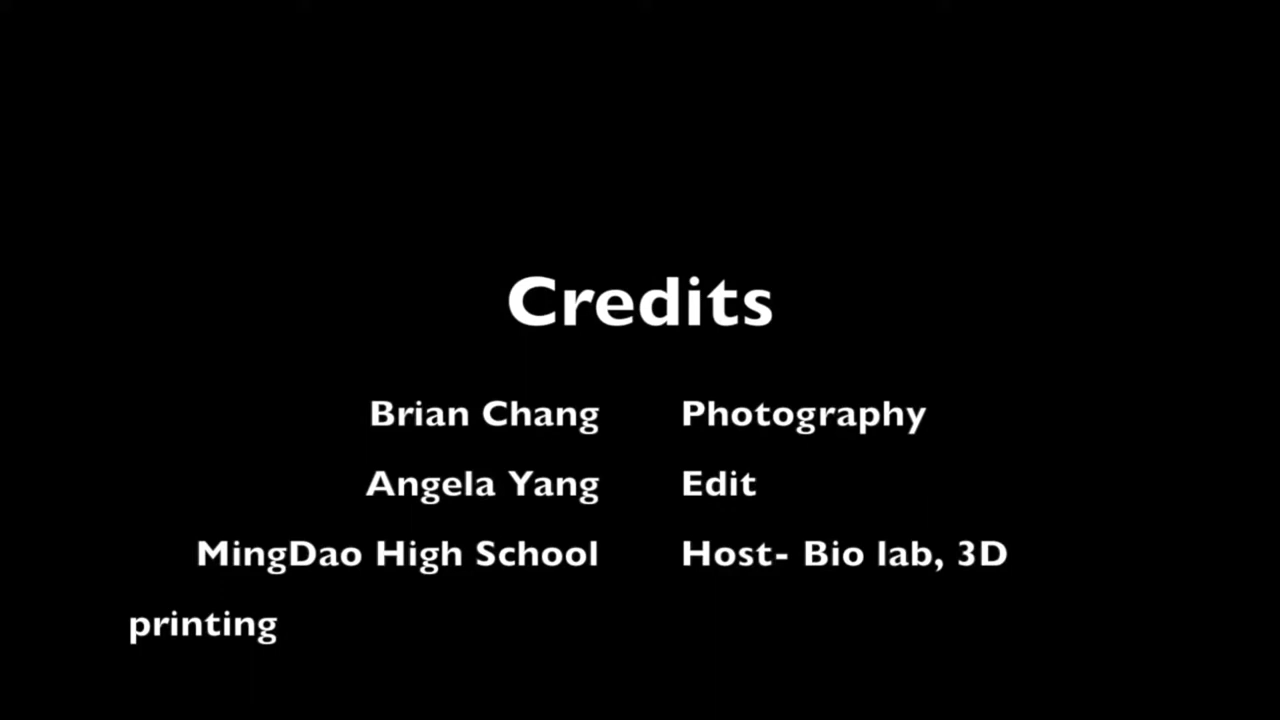 Credits
Brian Chang Photography
Angela Yang Edit
MingDao High School Host- Bio lab, 3D
printing